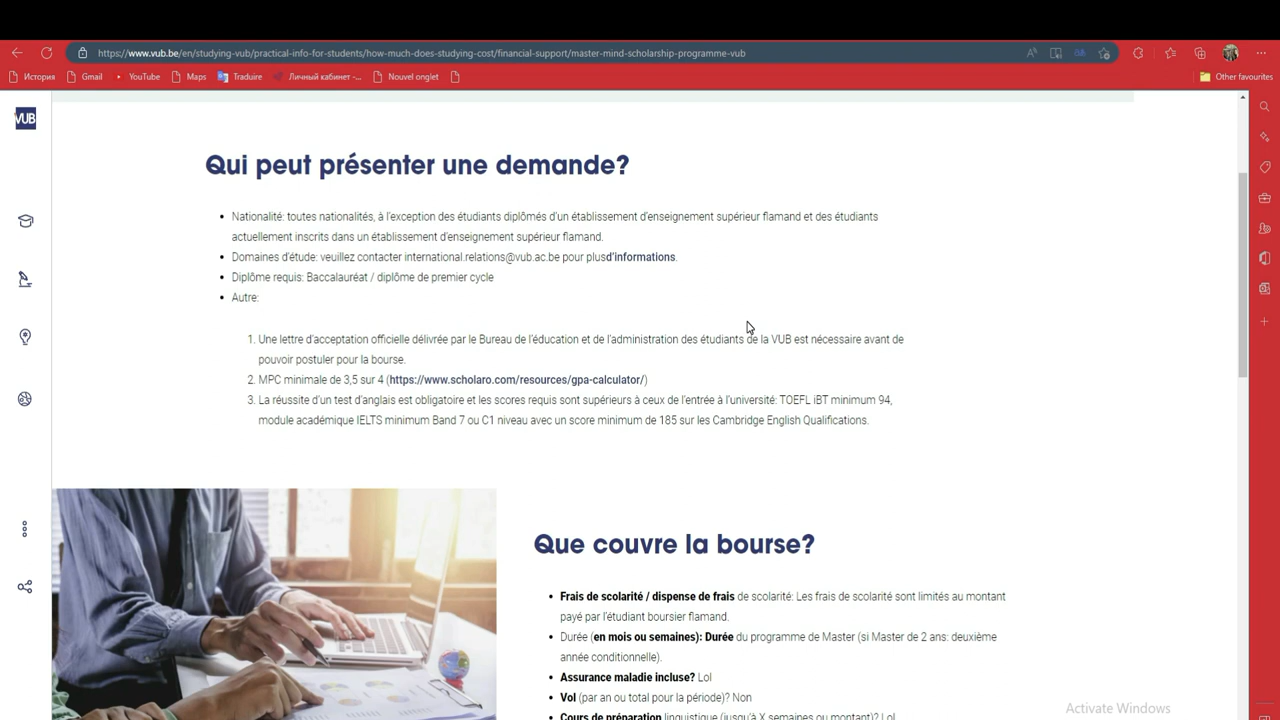 https://www.vub.be/en/studying-vub/practical-info-for-students/how-much-does-studying-cost/financial-support/master-mind-scholarship-programme-vub
История Gmail YouTube Maps Traduire Личный кабинет -... Nouvel onglet Other favourites
VUB
Qui peut présenter une demande?
Nationalité: toutes nationalités, à l'exception des étudiants diplômés d'un établissement d'enseignement supérieur flamand et des étudiants
actuellement inscrits dans un établissement d'enseignement supérieur flamand.
Domaines d'étude: veuillez contacter international.relations@vub.ac.be pour plusd'informations.
Diplôme requis: Baccalauréat / diplôme de premier cycle
Autre:
1. Une lettre d'acceptation officielle délivrée par le Bureau de l'éducation et de l'administration des étudiants de la VUB est nécessaire avant de
pouvoir postuler pour la bourse.
2. MPC minimale de 3,5 sur 4 (https://www.scholaro.com/resources/gpa-calculator/)
3. La réussite d'un test d'anglais est obligatoire et les scores requis sont supérieurs à ceux de l'entrée à l'université: TOEFL iBT minimum 94,
module académique IELTS minimum Band 7 ou C1 niveau avec un score minimum de 185 sur les Cambridge English Qualifications.
Que couvre la bourse?
Frais de scolarité / dispense de frais de scolarité: Les frais de scolarité sont limités au montant
payé par l'étudiant boursier flamand.
Durée (en mois ou semaines): Durée du programme de Master (si Master de 2 ans: deuxième
année conditionnelle).
Assurance maladie incluse? Lol
Vol (par an ou total pour la période)? Non
Cours de préparation linguistique (jusqu'à X semaines ou montant)? Lol
Activate Windows